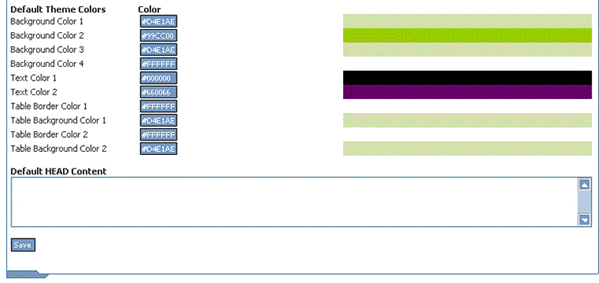 Default Theme Colors Color
Background Color 1 #D4E1AE
Background Color 2 #99CC00
Background Color 3 #D4E1AE
Background Color 4 #FFFFFF
Text Color 1 #000000
Text Color 2 #660066
Table Border Color 1 #FFFFFF
Table Background Color 1 #D4E1AE
Table Border Color 2 #FFFFFF
Table Background Color 2 #D4E1AE
Default HEAD Content
Save